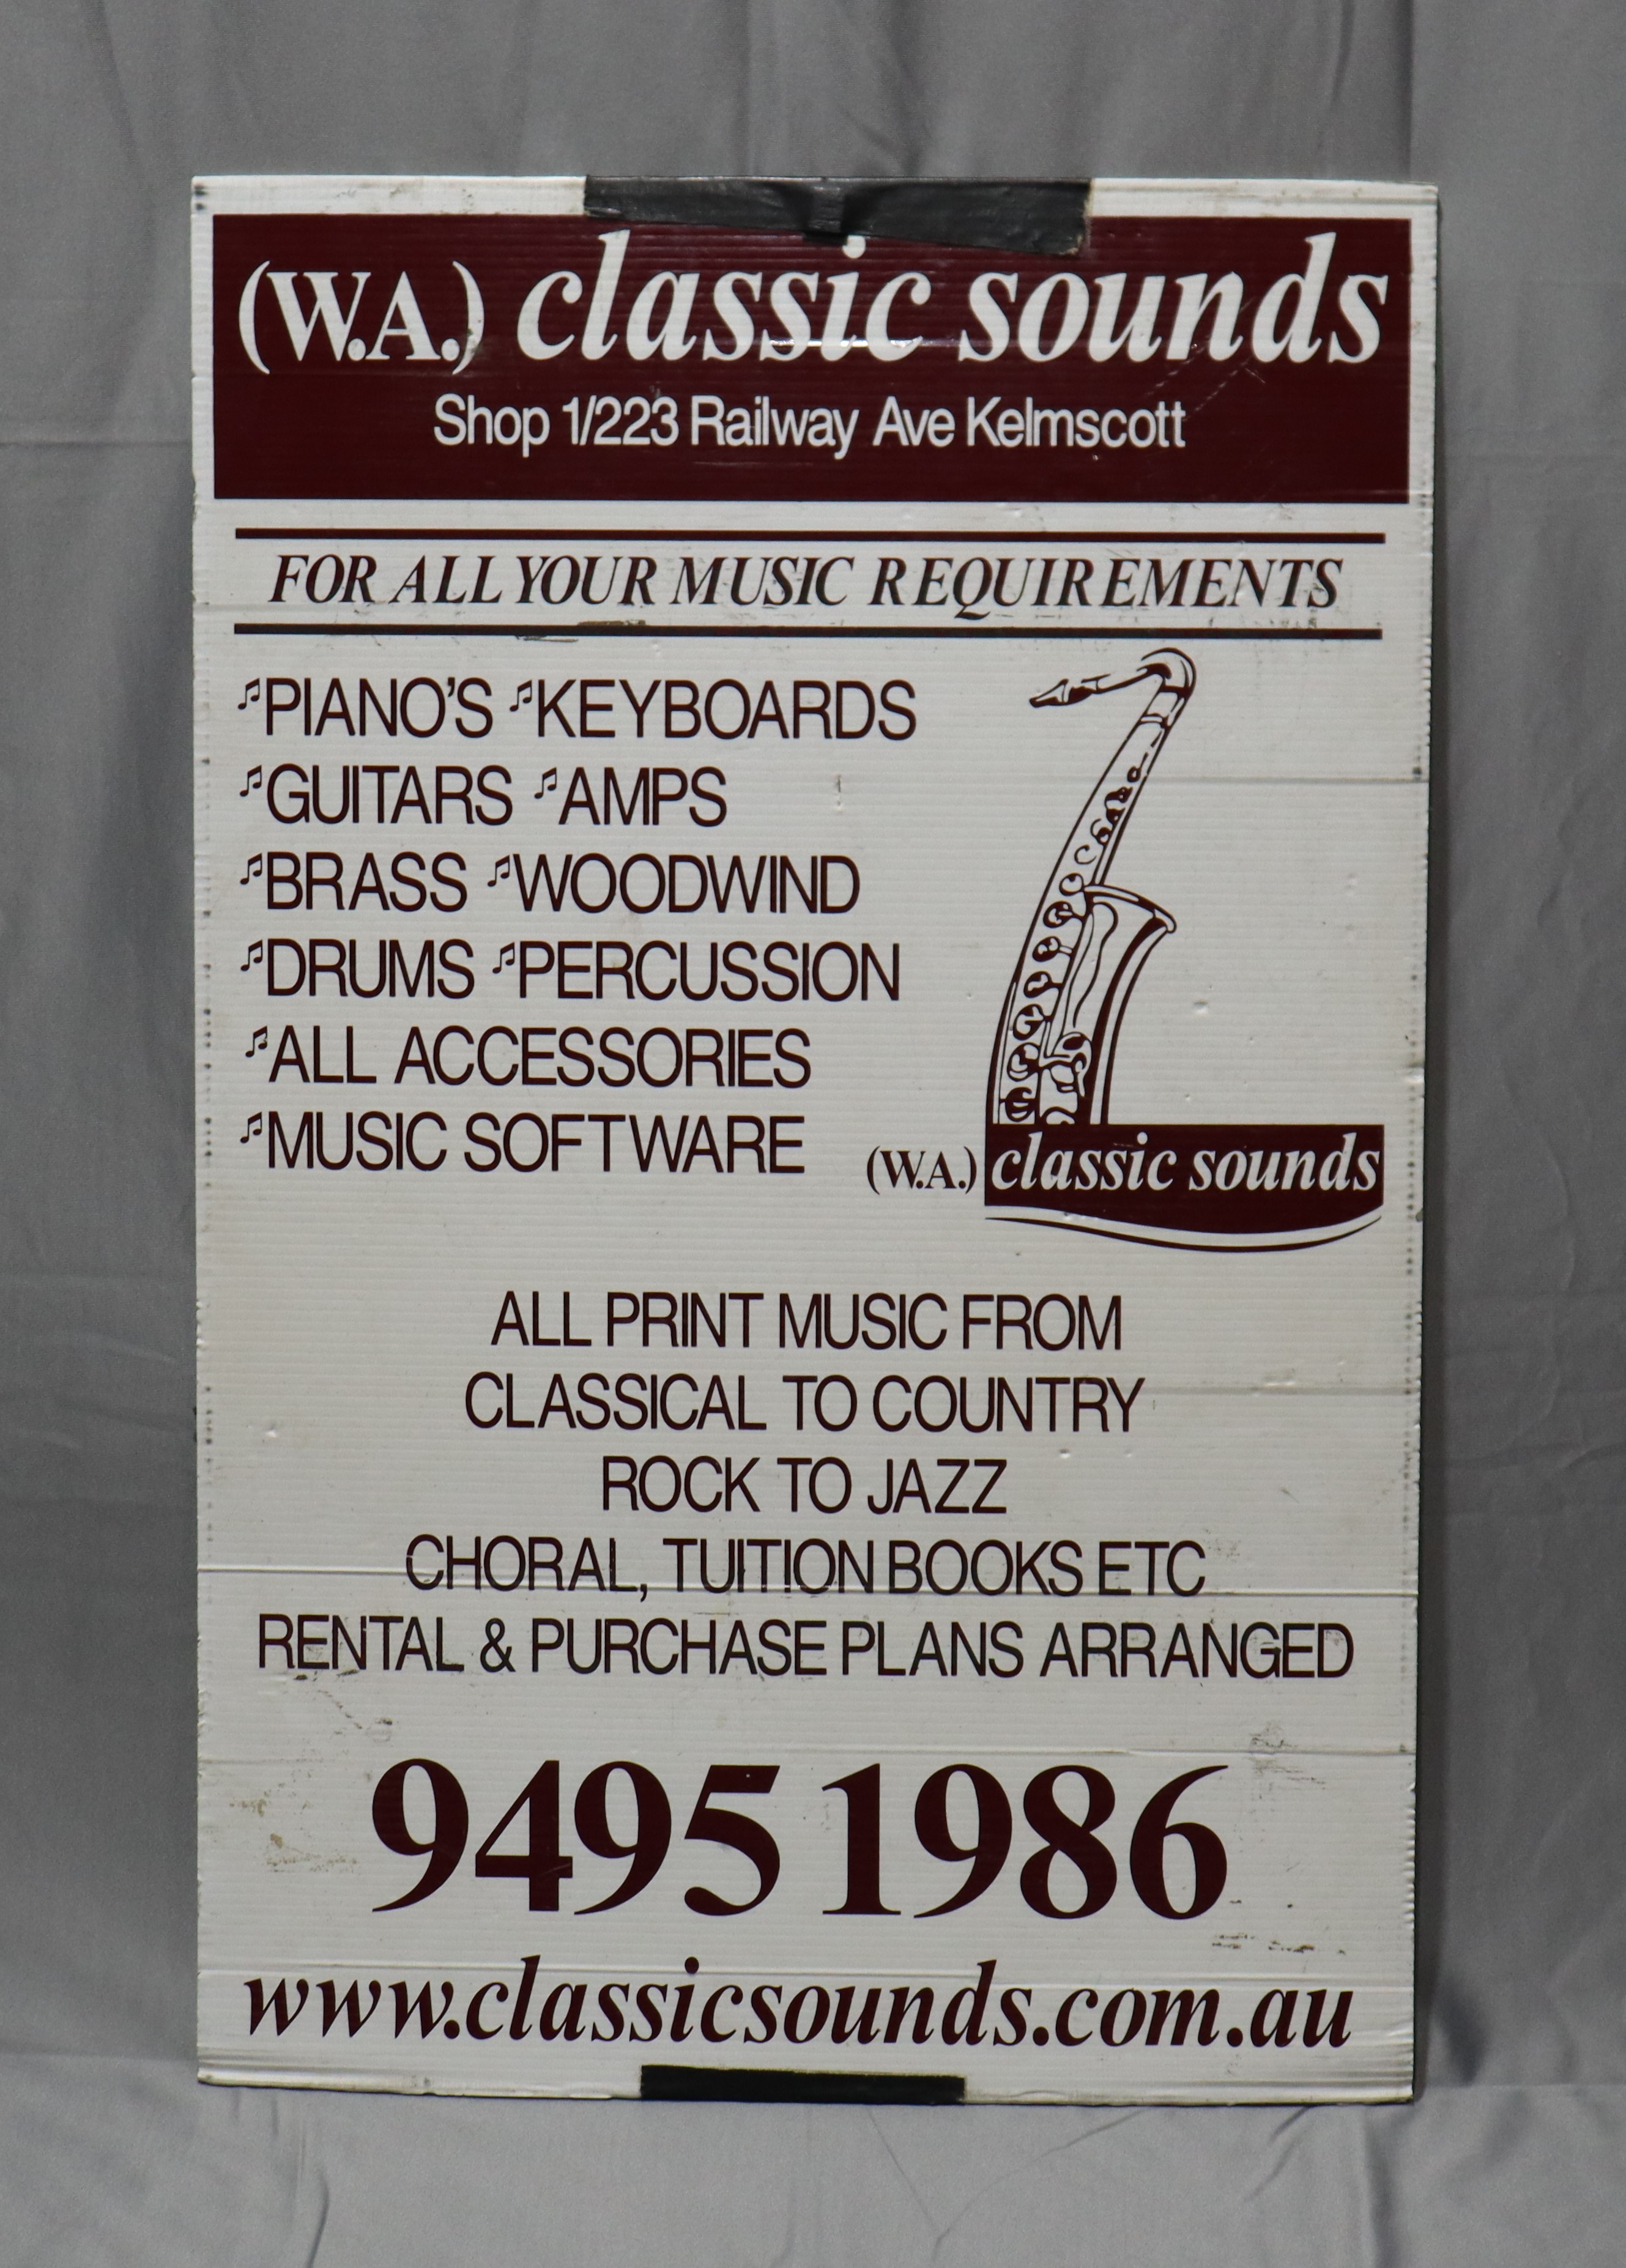 (W.A.) classic sounds
Shop 1/223 Railway Ave Kelmscott
FOR ALL YOUR MUSIC REQUIREMENTS
♫PIANO'S ♫KEYBOARDS
♫GUITARS ♫AMPS
♫BRASS ♫WOODWIND
♫DRUMS ♫PERCUSSION
♫ALL ACCESSORIES
♫MUSIC SOFTWARE
(W.A.) classic sounds
ALL PRINT MUSIC FROM
CLASSICAL TO COUNTRY
ROCK TO JAZZ
CHORAL, TUITION BOOKS ETC
RENTAL & PURCHASE PLANS ARRANGED
9495 1986
www.classicsounds.com.au